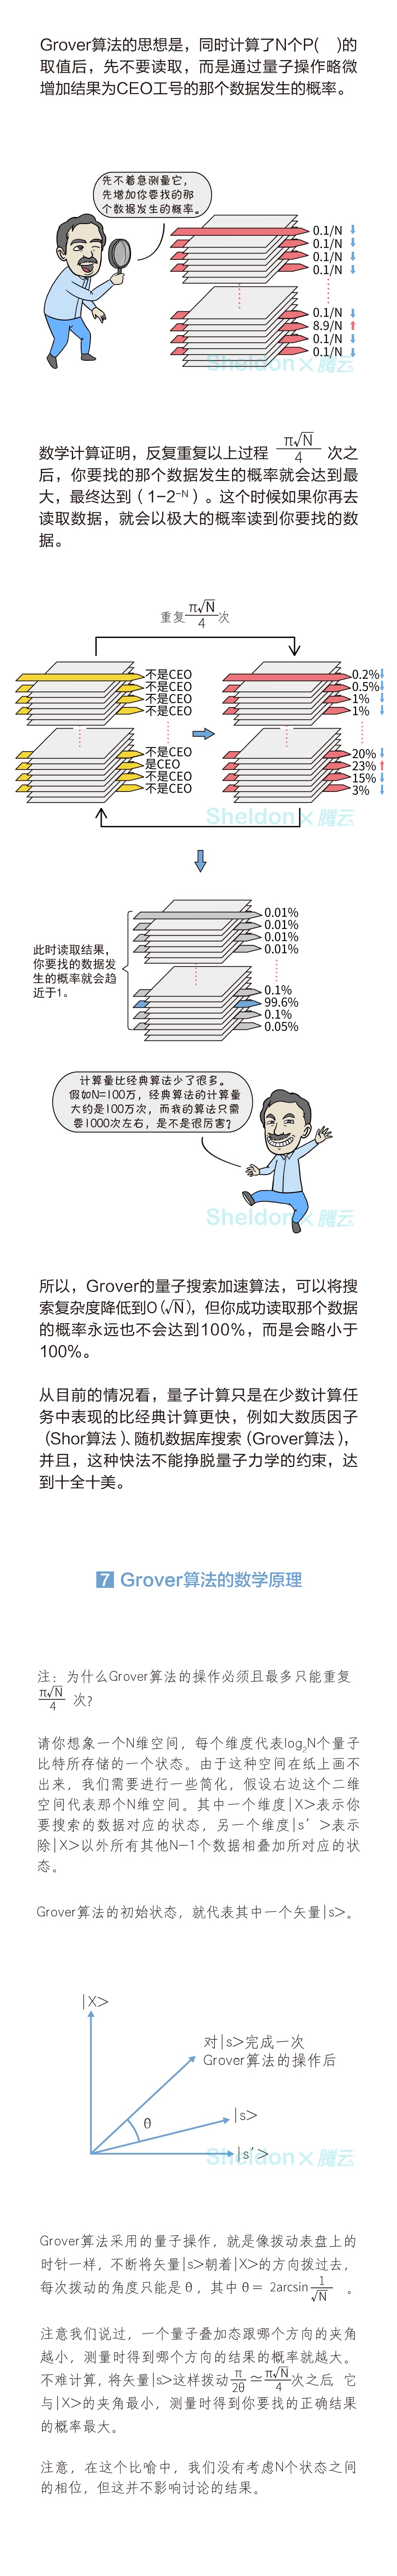 Grover算法的思想是，同时计算了N个P(　)的
取值后，先不要读取，而是通过量子操作略微
增加结果为CEO工号的那个数据发生的概率。
先不着急测量它，
先增加你要找的那
个数据发生的概率。
0.1/N
0.1/N
0.1/N
0.1/N
0.1/N
8.9/N
0.1/N
0.1/N
Sheldon×腾云
数学计算证明，反复重复以上过程 π√N/4 次之
后，你要找的那个数据发生的概率就会达到最
大，最终达到（1-2⁻ᴺ）。这个时候如果你再去
读取数据，就会以极大的概率读到你要找的数
据。
重复π√N/4次
不是CEO
不是CEO
不是CEO
不是CEO
不是CEO
是CEO
不是CEO
不是CEO
0.2%
0.5%
1%
1%
20%
23%
15%
3%
Sheldon×腾云
此时读取结果，
你要找的数据发
生的概率就会趋
近于1。
0.01%
0.01%
0.01%
0.01%
0.1%
99.6%
0.1%
0.05%
计算量比经典算法少了很多。
假如N=100万，经典算法的计算量
大约是100万次，而我的算法只需
要1000次左右，是不是很厉害？
Sheldon×腾云
所以，Grover的量子搜索加速算法，可以将搜
索复杂度降低到O(√N)，但你成功读取那个数据
的概率永远也不会达到100%，而是会略小于
100%。
从目前的情况看，量子计算只是在少数计算任
务中表现的比经典计算更快，例如大数质因子
（Shor算法）、随机数据库搜索（Grover算法），
并且，这种快法不能挣脱量子力学的约束，达
到十全十美。
7 Grover算法的数学原理
注：为什么Grover算法的操作必须且最多只能重复
π√N/4 次？
请你想象一个N维空间，每个维度代表log₂N个量子
比特所存储的一个状态。由于这种空间在纸上画不
出来，我们需要进行一些简化，假设右边这个二维
空间代表那个N维空间。其中一个维度|X>表示你
要搜索的数据对应的状态，另一个维度|s′>表示
除|X>以外所有其他N-1个数据相叠加所对应的状
态。
Grover算法的初始状态，就代表其中一个矢量|s>。
|X>
对|s>完成一次
Grover算法的操作后
θ
|s>
|s′>
Sheldon×腾云
Grover算法采用的量子操作，就是像拨动表盘上的
时针一样，不断将矢量|s>朝着|X>的方向拨过去，
每次拨动的角度只能是θ，其中θ= 2arcsin 1/√N 。
注意我们说过，一个量子叠加态跟哪个方向的夹角
越小，测量时得到哪个方向的结果的概率就越大。
不难计算，将矢量|s>这样拨动 π/2θ ≃ π√N/4 次之后，它
与|X>的夹角最小，测量时得到你要找的正确结果
的概率最大。
注意，在这个比喻中，我们没有考虑N个状态之间
的相位，但这并不影响讨论的结果。